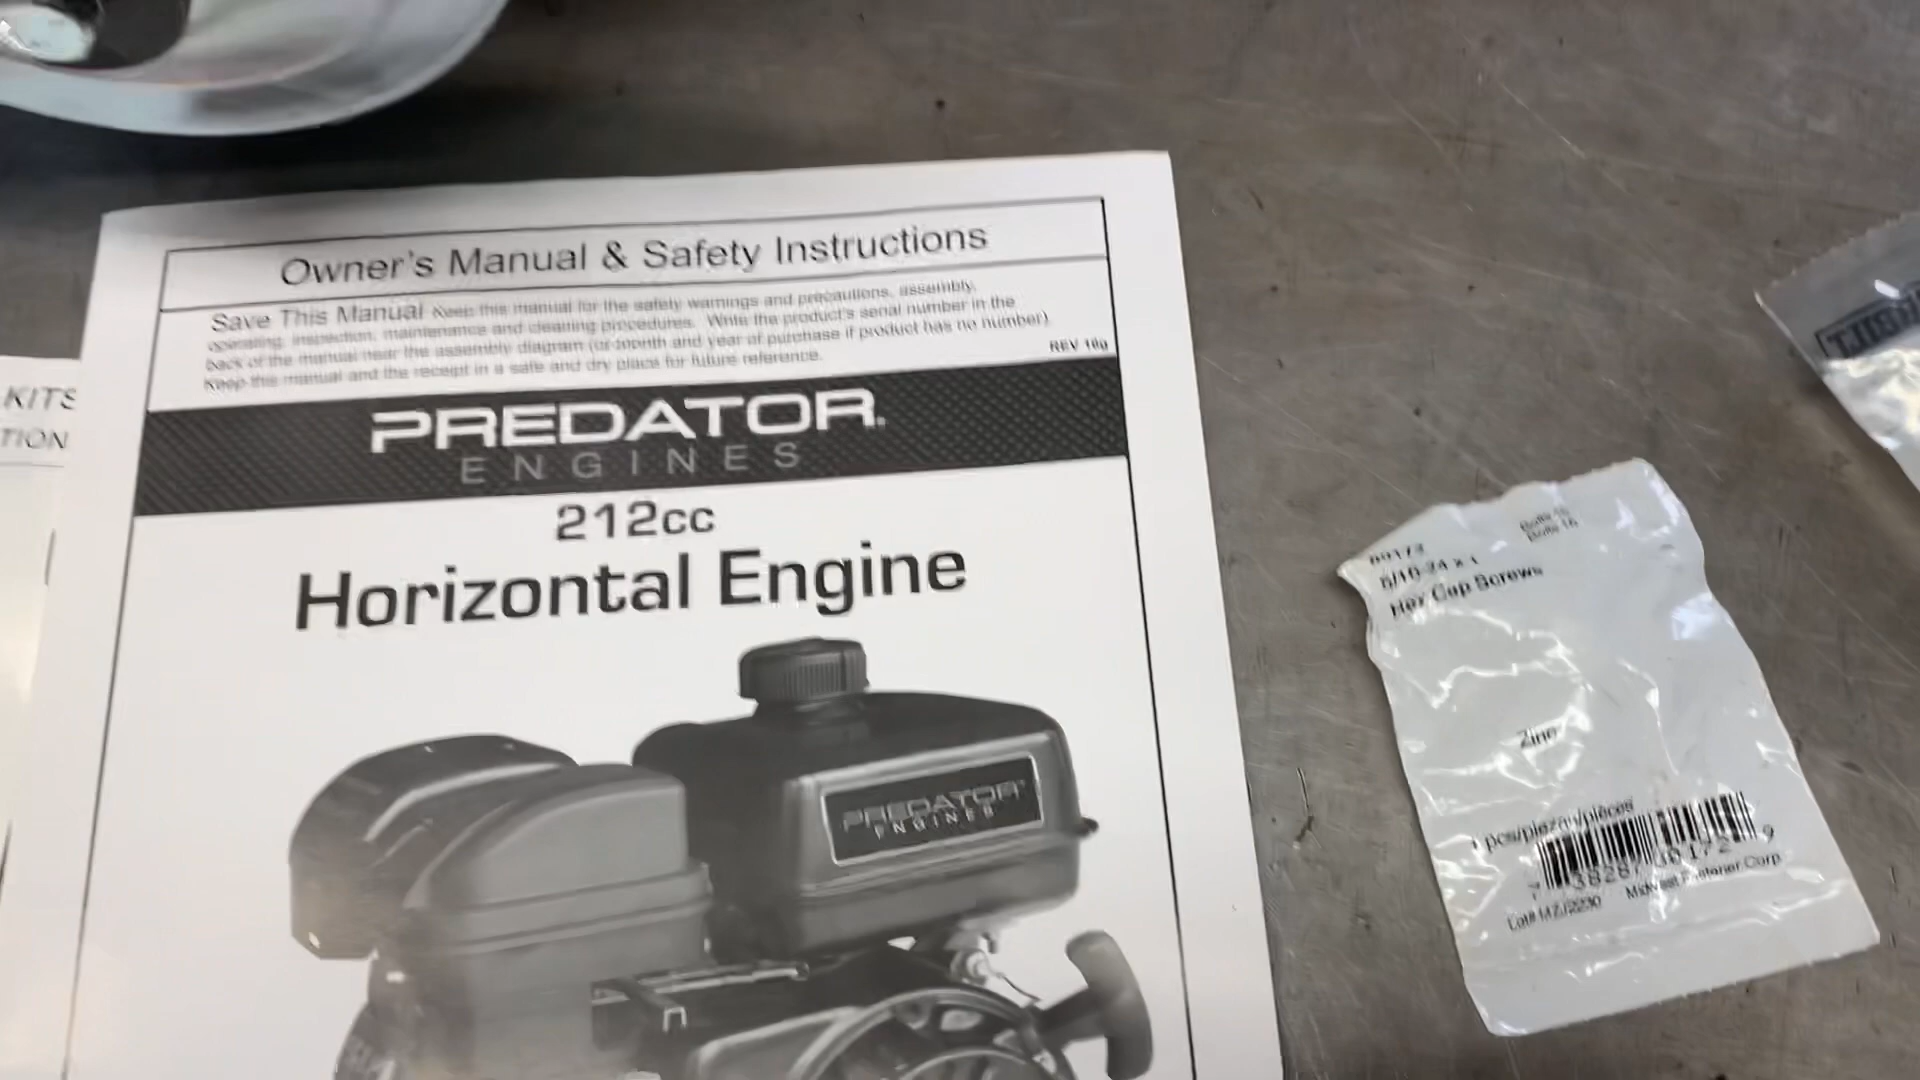 Owner's Manual & Safety Instructions
Save This Manual Keep this manual for the safety warnings and precautions, assembly,
operating, inspection, maintenance and cleaning procedures. Write the product's serial number in the
back of the manual near the assembly diagram (or month and year of purchase if product has no number).
Keep this manual and the receipt in a safe and dry place for future reference.
REV 16g
PREDATOR
ENGINES
212cc
Horizontal Engine
PREDATOR
ENGINES
KITS
TION
5/16-24 x 1
Hex Cap Screws
Zinc
pcs/piezas/pièces
Midwest Fastener Corp